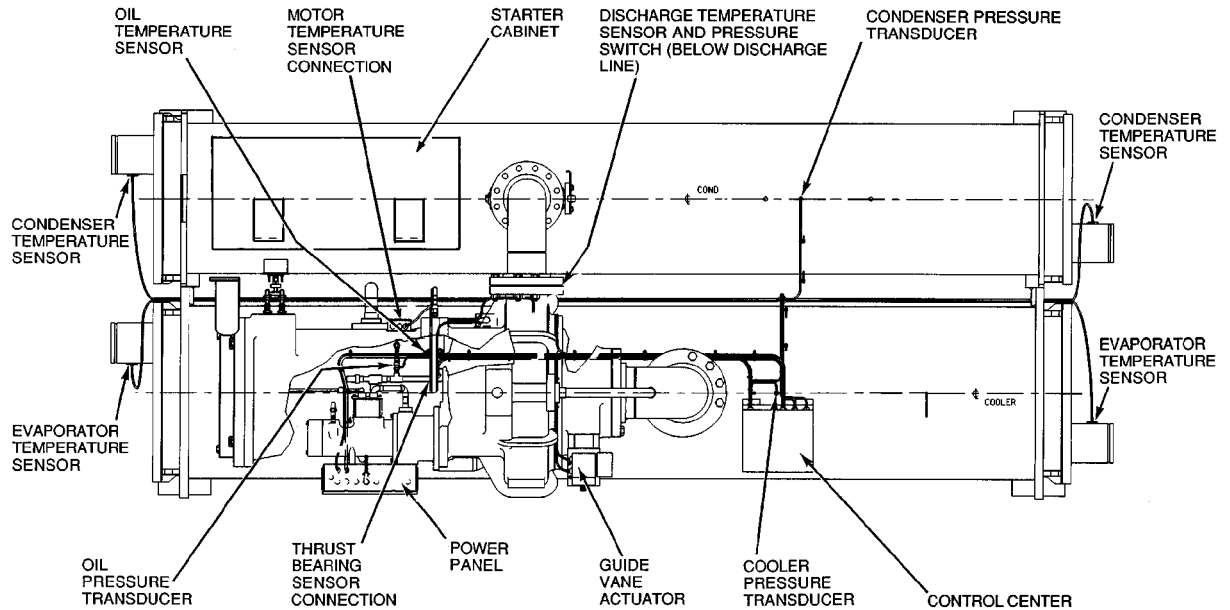 OIL
TEMPERATURE
SENSOR
MOTOR
TEMPERATURE
SENSOR
CONNECTION
STARTER
CABINET
DISCHARGE TEMPERATURE
SENSOR AND PRESSURE
SWITCH (BELOW DISCHARGE
LINE)
CONDENSER PRESSURE
TRANSDUCER
CONDENSER
TEMPERATURE
SENSOR
COND
CONDENSER
TEMPERATURE
SENSOR
EVAPORATOR
TEMPERATURE
SENSOR
COOLER
EVAPORATOR
TEMPERATURE
SENSOR
OIL
PRESSURE
TRANSDUCER
THRUST
BEARING
SENSOR
CONNECTION
POWER
PANEL
GUIDE
VANE
ACTUATOR
COOLER
PRESSURE
TRANSDUCER
CONTROL CENTER